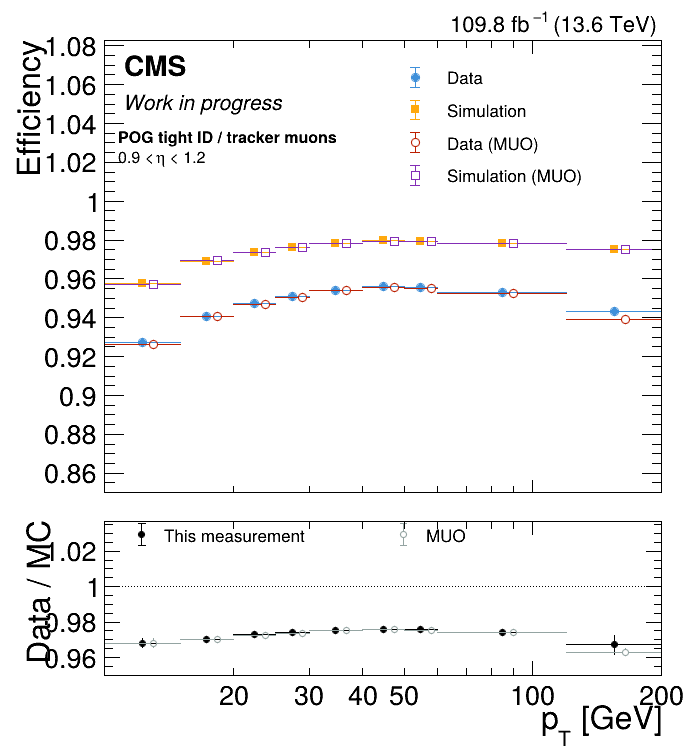 109.8 fb⁻¹ (13.6 TeV)
Efficiency
1.08
1.06
1.04
1.02
1
0.98
0.96
0.94
0.92
0.9
0.88
0.86
CMS
Work in progress
POG tight ID / tracker muons
0.9 < η < 1.2
Data
Simulation
Data (MUO)
Simulation (MUO)
Data / MC
1.02
1
0.98
0.96
This measurement
MUO
20 30 40 50 100 200
p_T [GeV]